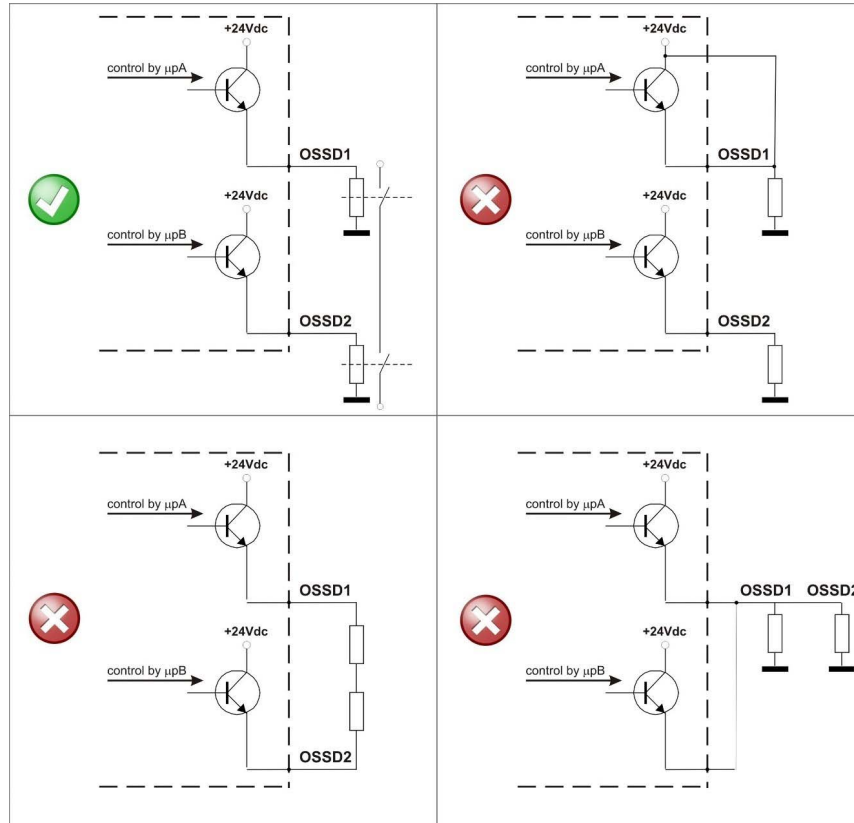 +24Vdc
control by μpA
OSSD1
+24Vdc
control by μpB
OSSD2
+24Vdc
control by μpA
OSSD1
+24Vdc
control by μpB
OSSD2
+24Vdc
control by μpA
OSSD1
+24Vdc
control by μpB
OSSD2
+24Vdc
control by μpA
OSSD1 OSSD2
+24Vdc
control by μpB